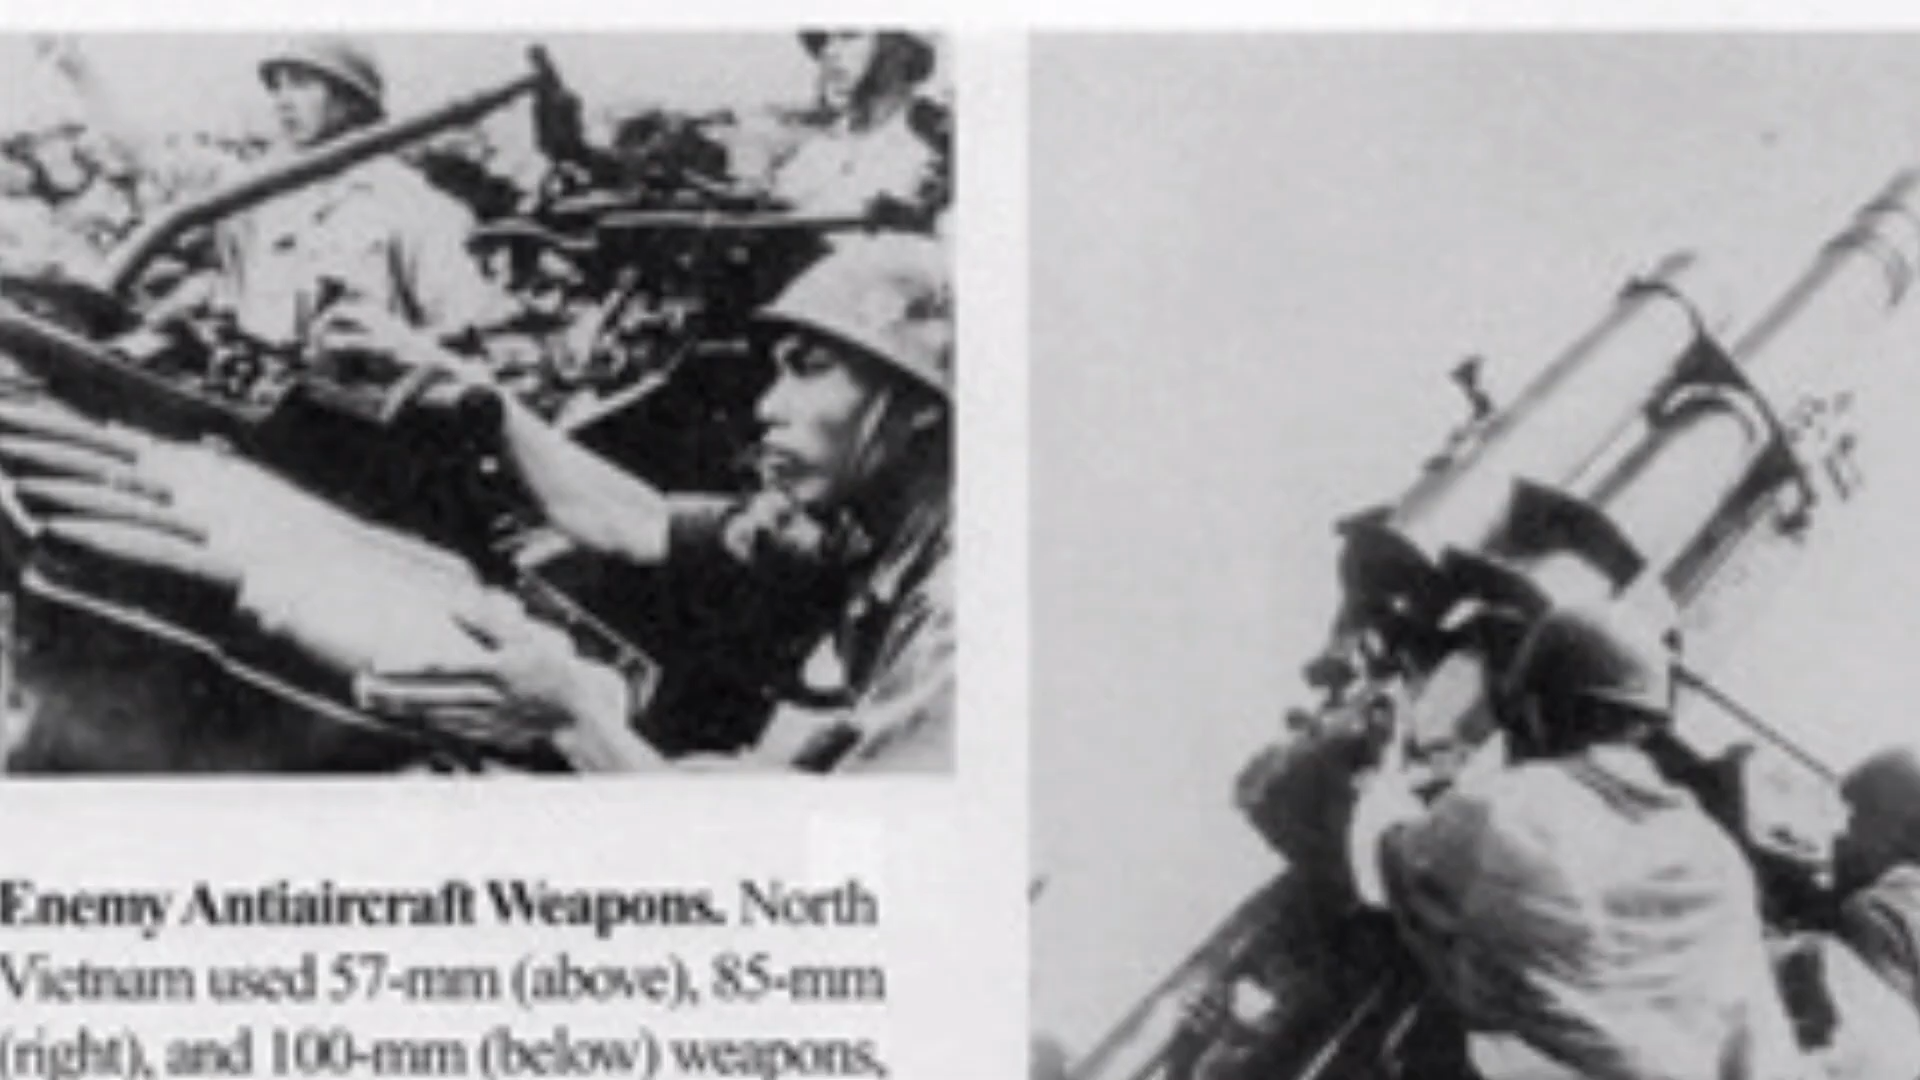 Enemy Antiaircraft Weapons. North
Vietnam used 57-mm (above), 85-mm
(right), and 100-mm (below) weapons,